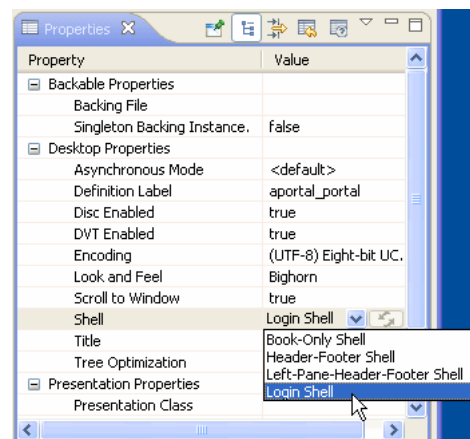 Properties
Property Value
Backable Properties
Backing File
Singleton Backing Instance. false
Desktop Properties
Asynchronous Mode <default>
Definition Label aportal_portal
Disc Enabled true
DVT Enabled true
Encoding (UTF-8) Eight-bit UC.
Look and Feel Bighorn
Scroll to Window true
Shell Login Shell
Title Book-Only Shell
Header-Footer Shell
Tree Optimization Left-Pane-Header-Footer Shell
Presentation Properties Login Shell
Presentation Class